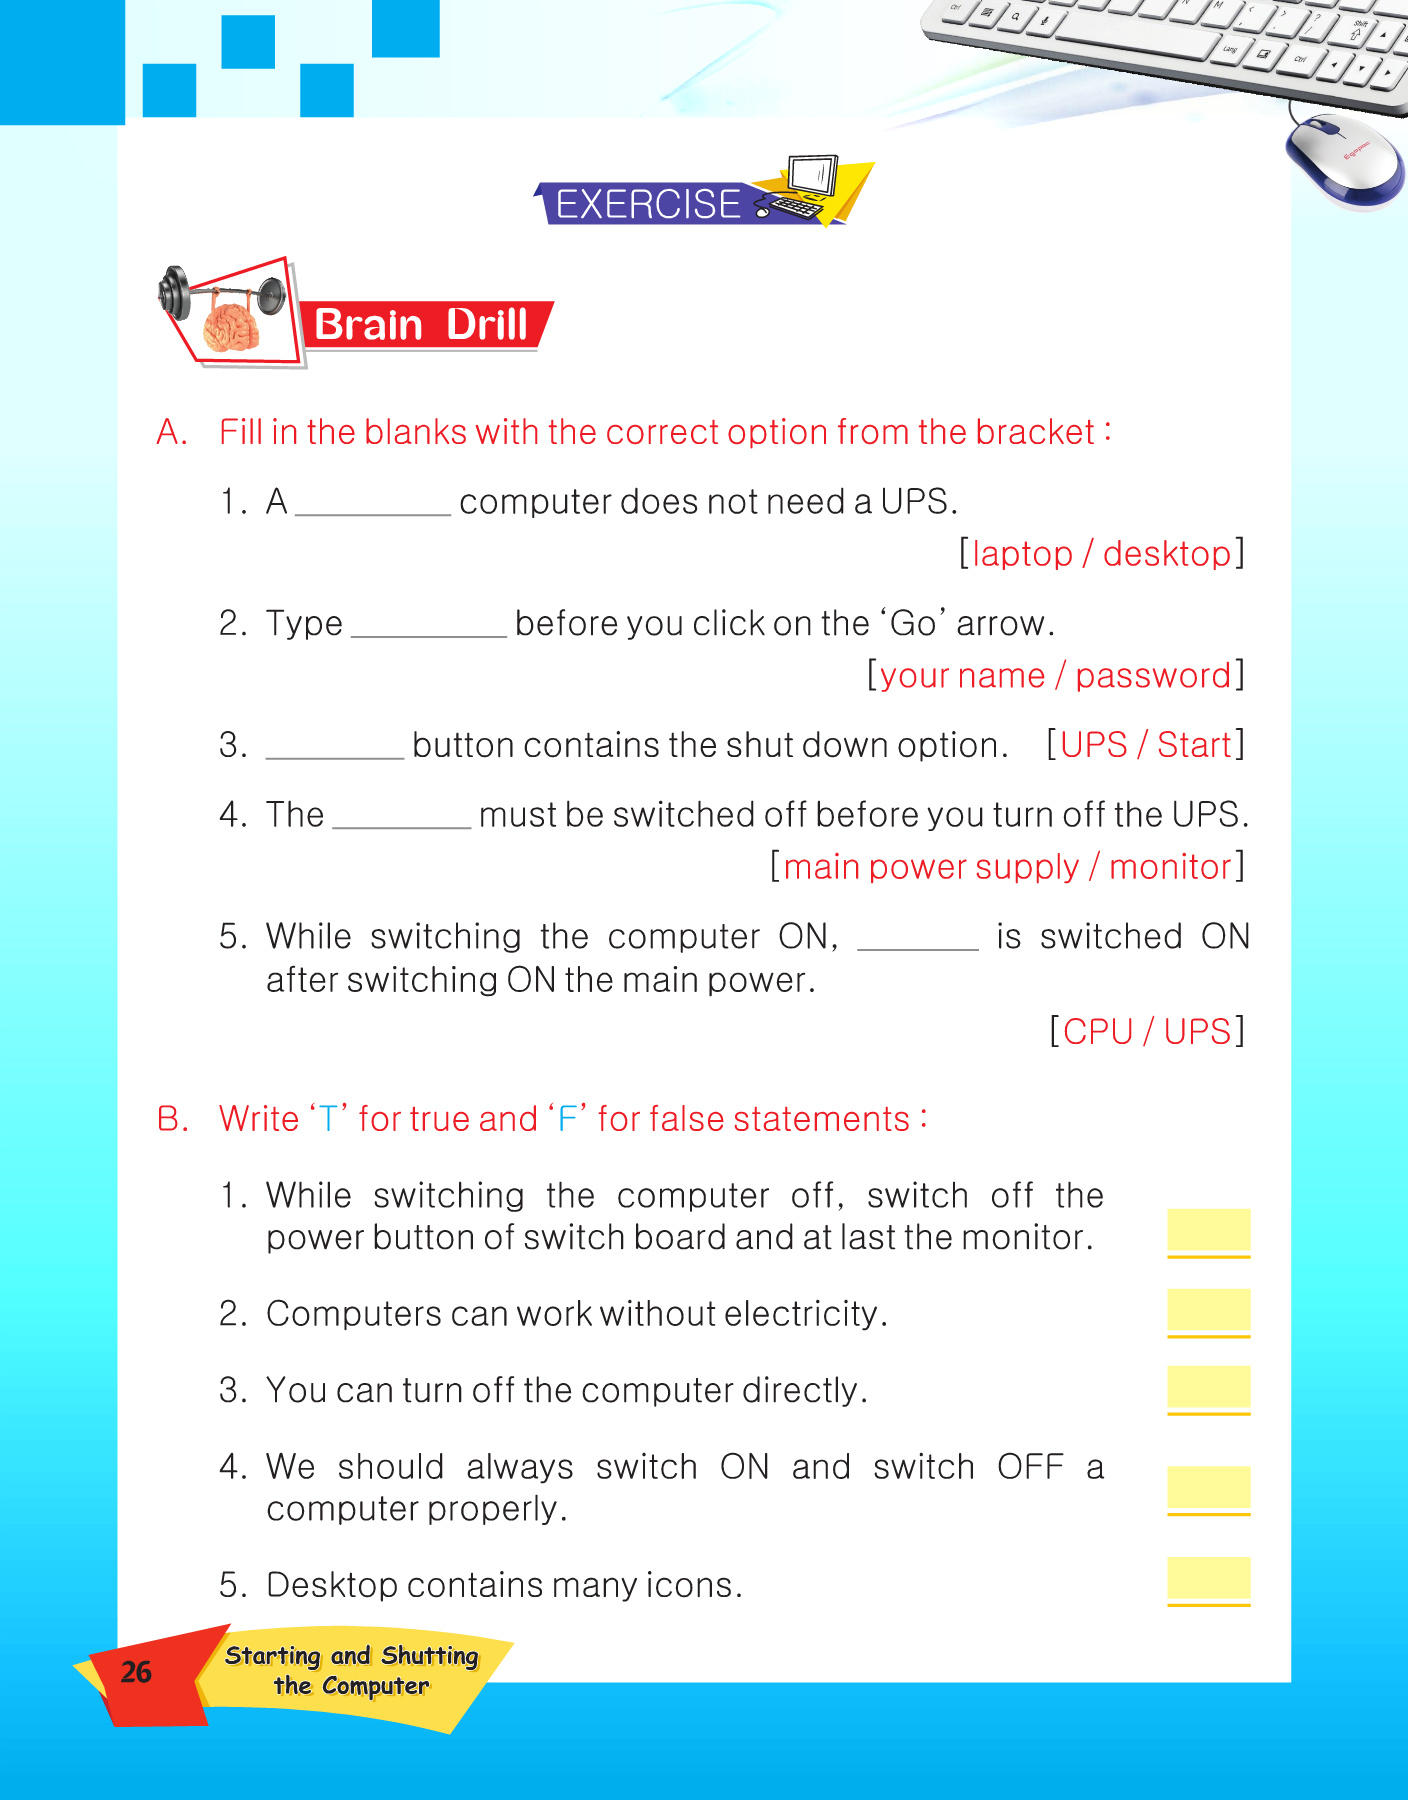 EXERCISE
Brain Drill
A. Fill in the blanks with the correct option from the bracket :
1. A _________ computer does not need a UPS.
[laptop / desktop]
2. Type _________ before you click on the ‘Go’ arrow.
[your name / password]
3. ________ button contains the shut down option. [UPS / Start]
4. The ________ must be switched off before you turn off the UPS.
[main power supply / monitor]
5. While switching the computer ON, _______ is switched ON
after switching ON the main power.
[CPU / UPS]
B. Write ‘T’ for true and ‘F’ for false statements :
1. While switching the computer off, switch off the
power button of switch board and at last the monitor.
2. Computers can work without electricity.
3. You can turn off the computer directly.
4. We should always switch ON and switch OFF a
computer properly.
5. Desktop contains many icons.
Starting and Shutting
the Computer
26